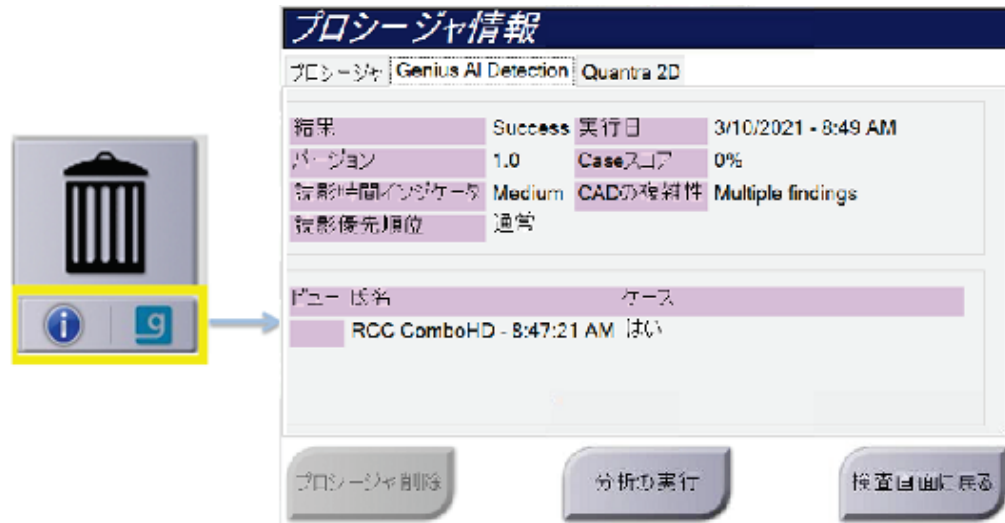 プロシージャ情報
プロシージャ Genius AI Detection Quantra 2D
結果 Success 実行日 3/10/2021 - 8:49 AM
バージョン 1.0 Caseスコア 0%
読影時間インジケータ Medium CADの複雑性 Multiple findings
読影優先順位 通常
ビュー 氏名 ケース
RCC ComboHD - 8:47:21 AM はい
i g
プロシージャ削除 分析の実行 検査画面に戻る